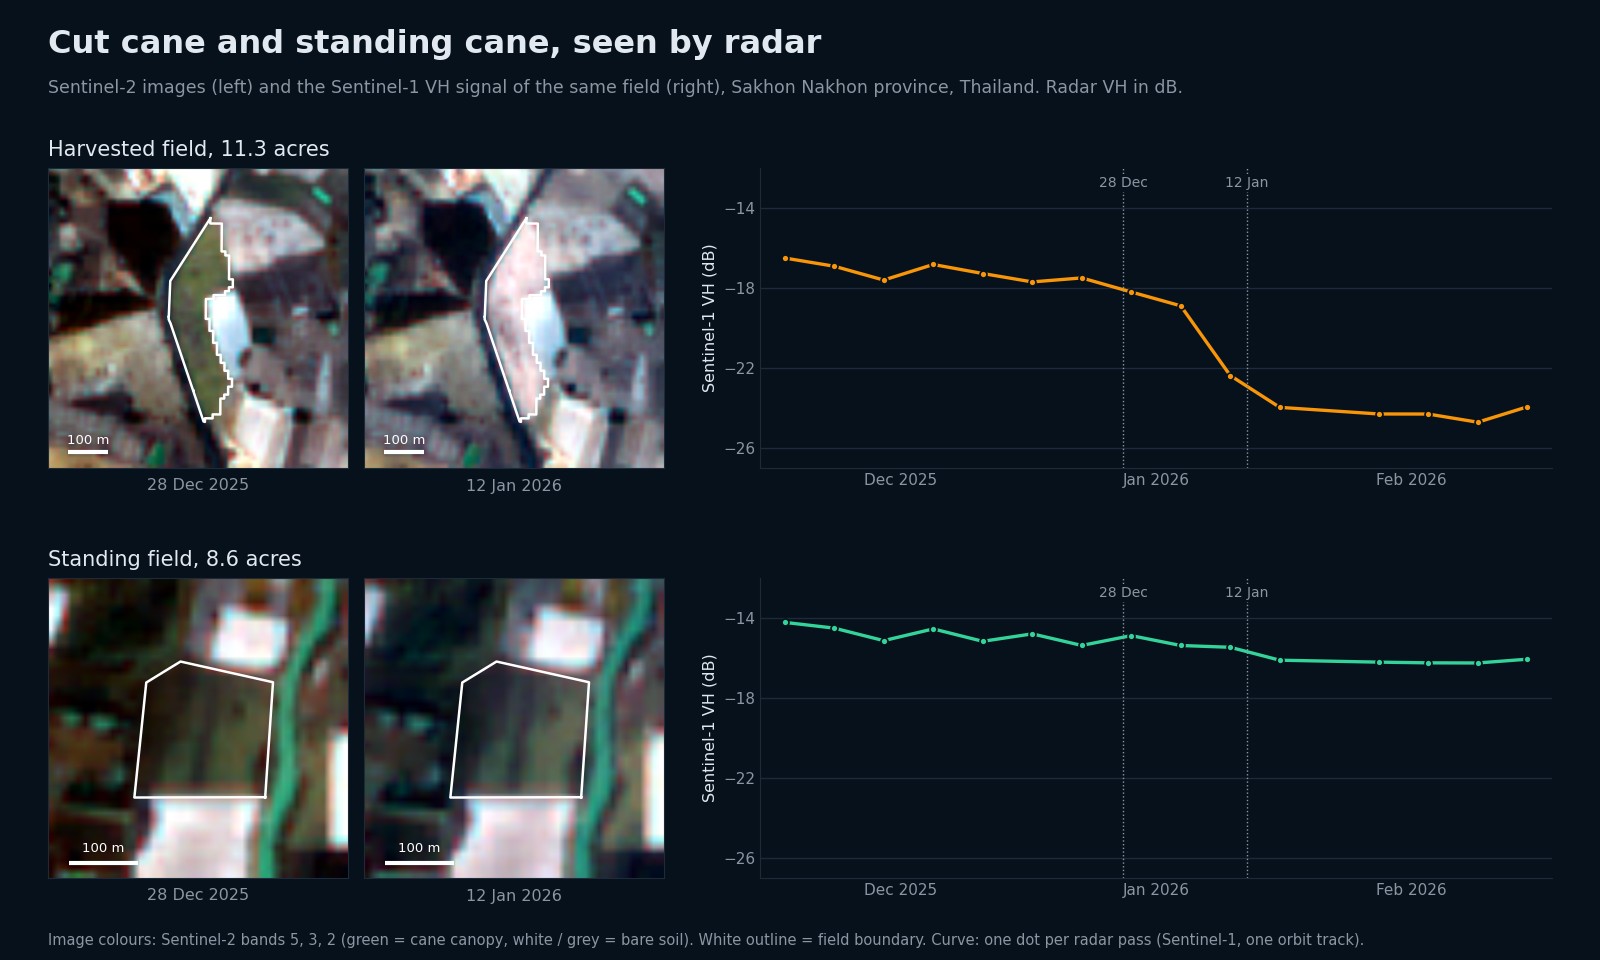 Cut cane and standing cane, seen by radar
Sentinel-2 images (left) and the Sentinel-1 VH signal of the same field (right), Sakhon Nakhon province, Thailand. Radar VH in dB.
Harvested field, 11.3 acres
100 m
28 Dec 2025
100 m
12 Jan 2026
Sentinel-1 VH (dB)
−14
−18
−22
−26
28 Dec
12 Jan
Dec 2025
Jan 2026
Feb 2026
Standing field, 8.6 acres
100 m
28 Dec 2025
100 m
12 Jan 2026
Sentinel-1 VH (dB)
−14
−18
−22
−26
28 Dec
12 Jan
Dec 2025
Jan 2026
Feb 2026
Image colours: Sentinel-2 bands 5, 3, 2 (green = cane canopy, white / grey = bare soil). White outline = field boundary. Curve: one dot per radar pass (Sentinel-1, one orbit track).